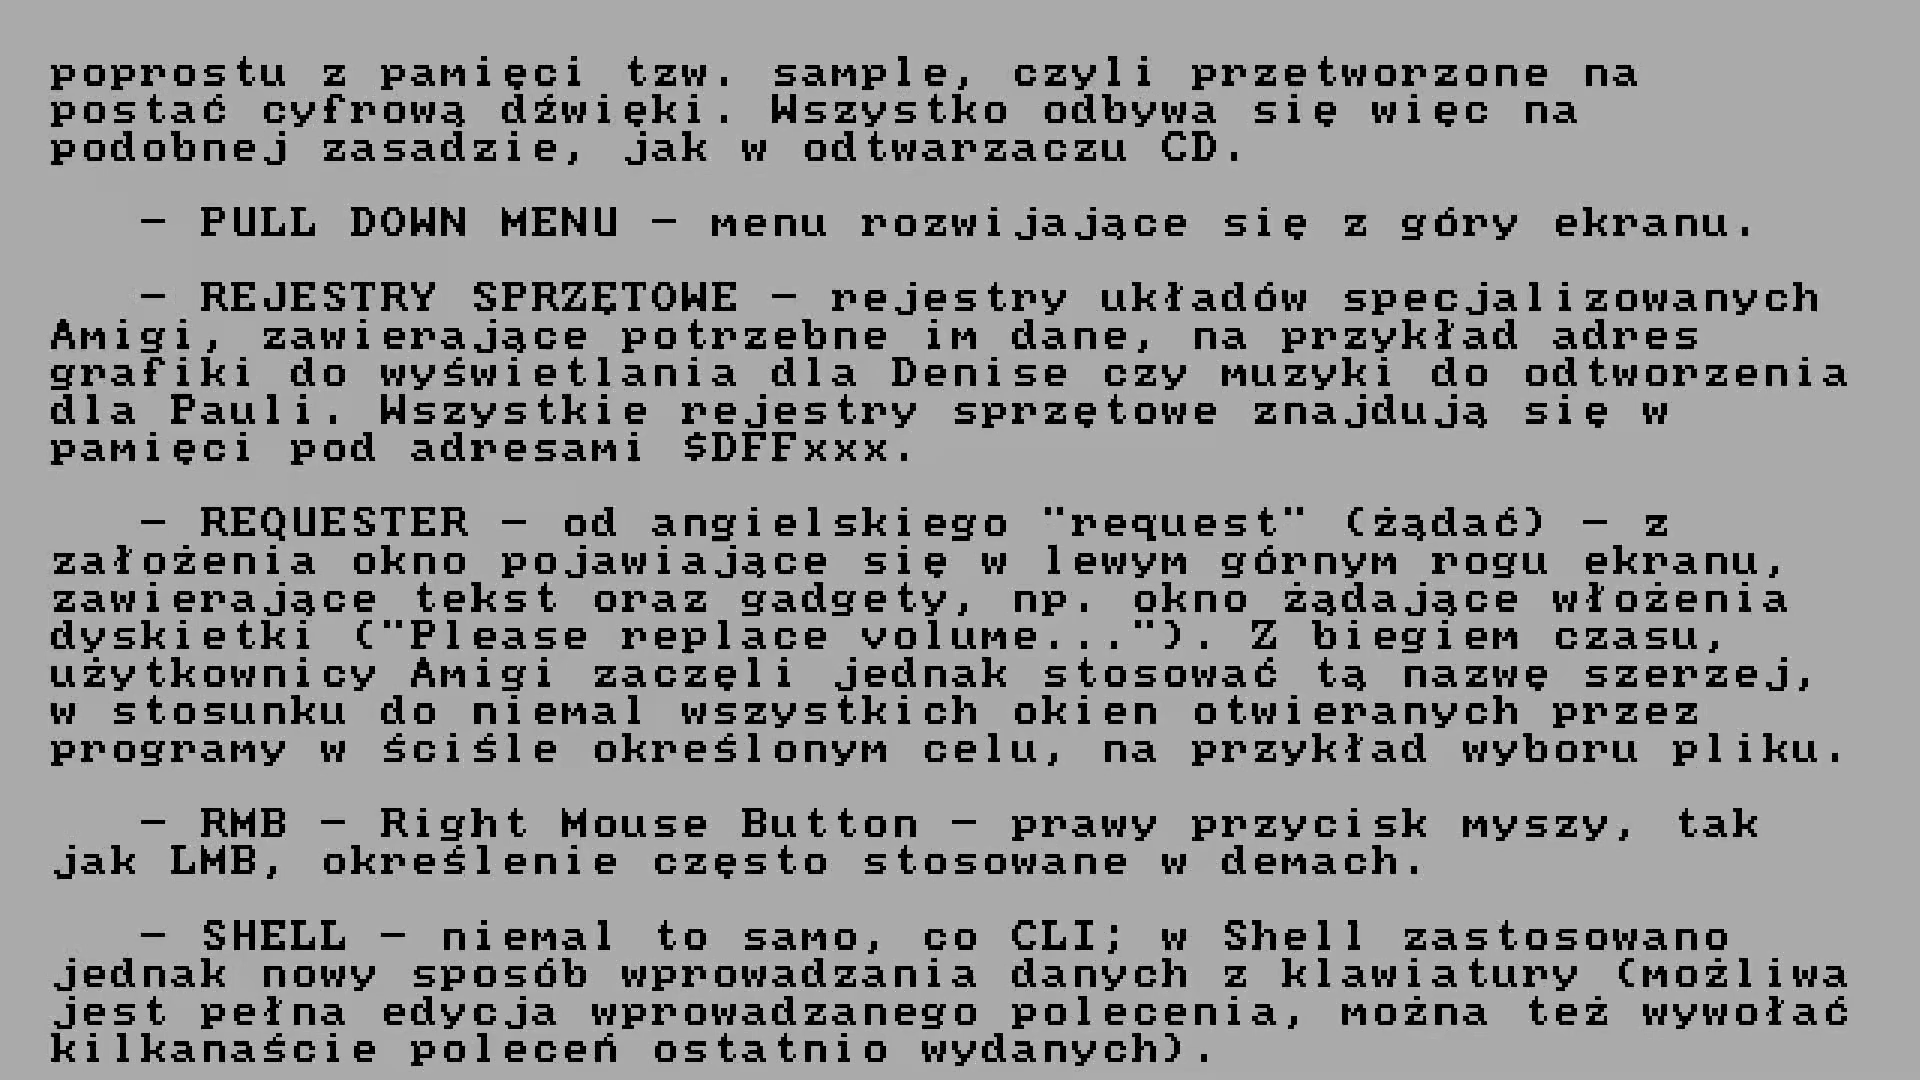 poprostu z pamięci tzw. sample, czyli przetworzone na
postać cyfrową dźwięki. Wszystko odbywa się więc na
podobnej zasadzie, jak w odtwarzaczu CD.
- PULL DOWN MENU - menu rozwijające się z góry ekranu.
- REJESTRY SPRZĘTOWE - rejestry układów specjalizowanych
Amigi, zawierające potrzebne im dane, na przykład adres
grafiki do wyświetlania dla Denise czy muzyki do odtworzenia
dla Pauli. Wszystkie rejestry sprzętowe znajdują się w
pamięci pod adresami $DFFxxx.
- REQUESTER - od angielskiego "request" (żądać) - z
założenia okno pojawiające się w lewym górnym rogu ekranu,
zawierające tekst oraz gadgety, np. okno żądające włożenia
dyskietki ("Please replace volume..."). Z biegiem czasu,
użytkownicy Amigi zaczęli jednak stosować tą nazwę szerzej,
w stosunku do niemal wszystkich okien otwieranych przez
programy w ściśle określonym celu, na przykład wyboru pliku.
- RMB - Right Mouse Button - prawy przycisk myszy, tak
jak LMB, określenie często stosowane w demach.
- SHELL - niemal to samo, co CLI; w Shell zastosowano
jednak nowy sposób wprowadzania danych z klawiatury (możliwa
jest pełna edycja wprowadzanego polecenia, można też wywołać
kilkanaście poleceń ostatnio wydanych).